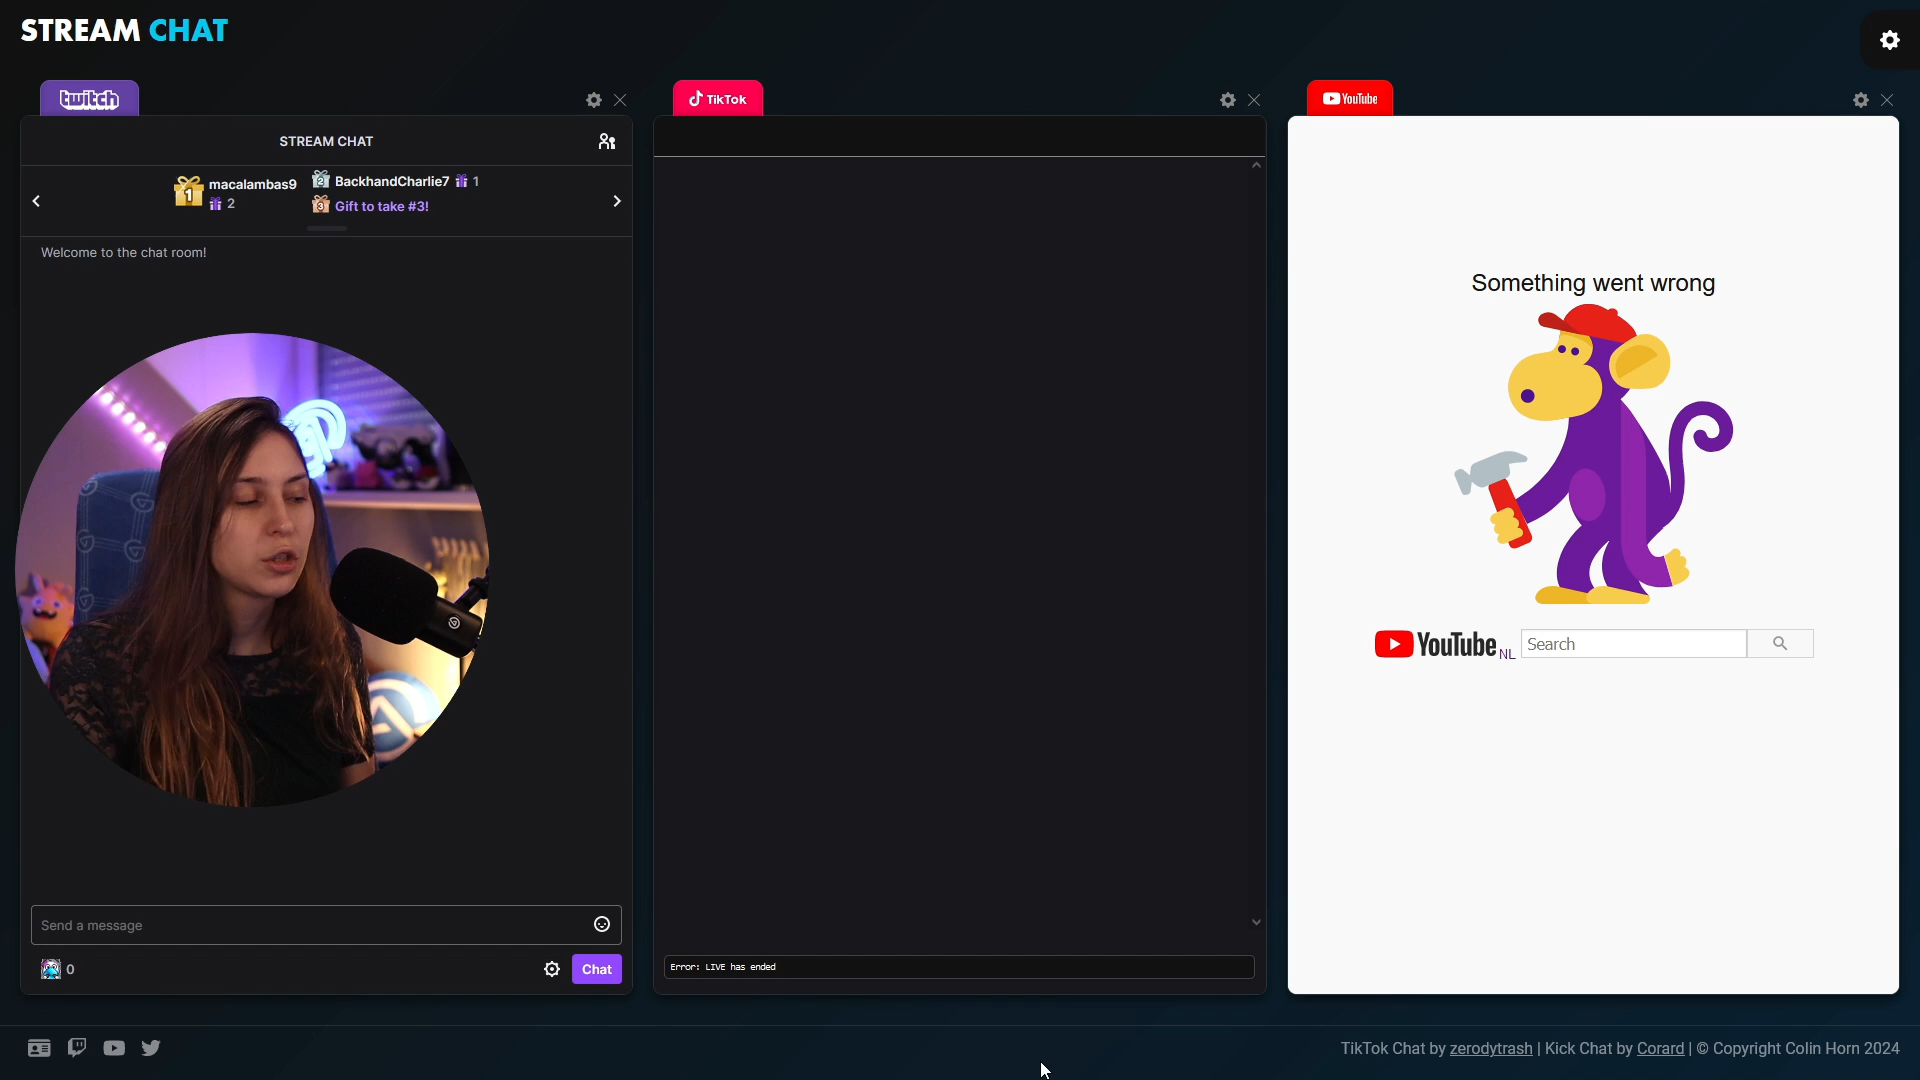 STREAM CHAT
twitch
TikTok
YouTube
STREAM CHAT
1
macalambas9
2
2
BackhandCharlie7
1
3
Gift to take #3!
Welcome to the chat room!
Send a message
0
Chat
Error: LIVE has ended
Something went wrong
YouTube NL
Search
TikTok Chat by zerodytrash | Kick Chat by Corard | © Copyright Colin Horn 2024